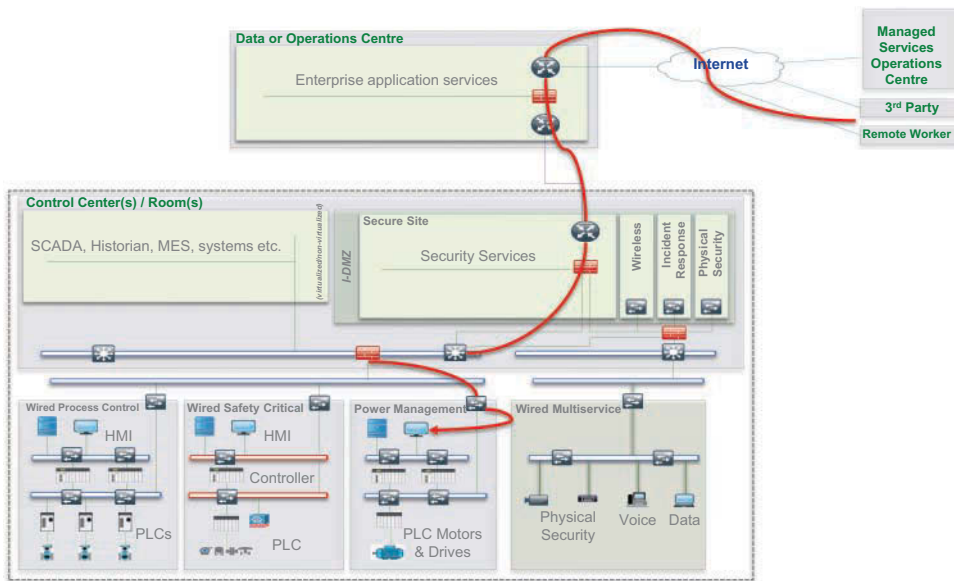 Data or Operations Centre
Enterprise application services
Internet
Managed
Services
Operations
Centre
3rd Party
Remote Worker
Control Center(s) / Room(s)
SCADA, Historian, MES, systems etc.
(virtualized/non-virtualized)
I-DMZ
Secure Site
Security Services
Wireless
Incident
Response
Physical
Security
Wired Process Control
HMI
PLCs
Wired Safety Critical
HMI
Controller
PLC
Power Management
PLC Motors
& Drives
Wired Multiservice
Physical
Security
Voice
Data